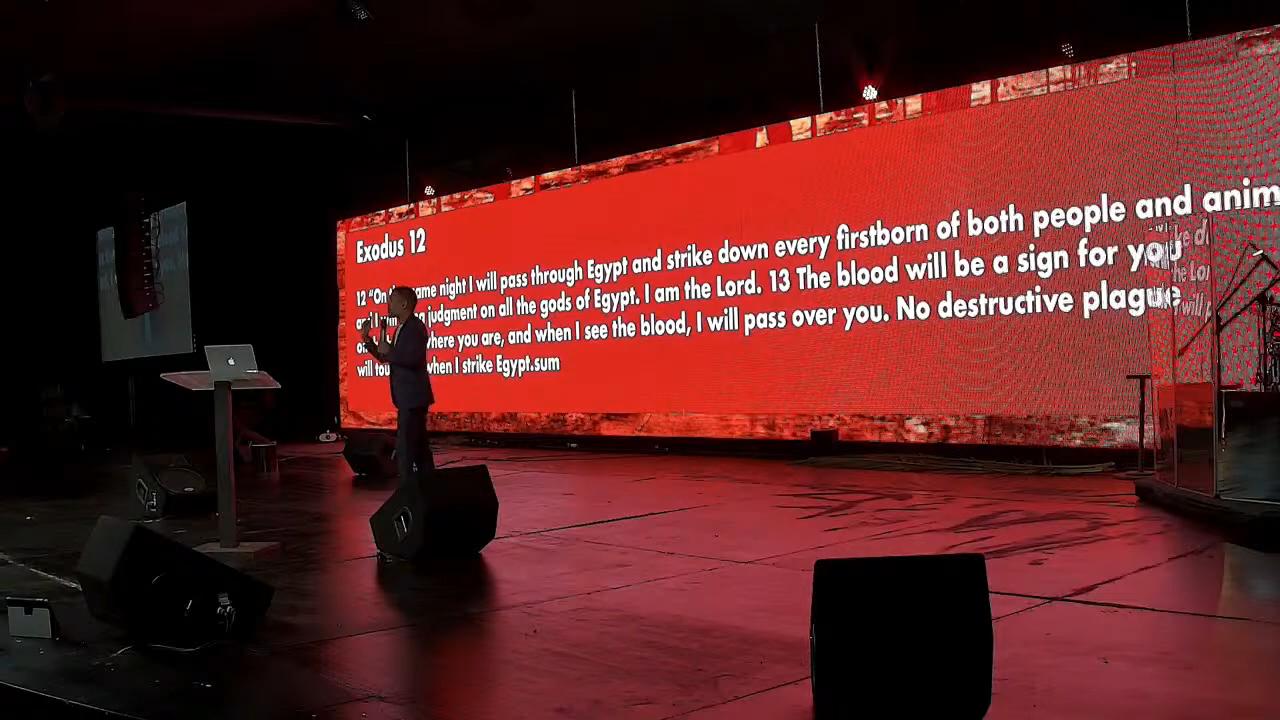 Exodus 12
12 “On ame night I will pass through Egypt and strike down every firstborn of both people and anim
judgment on all the gods of Egypt. I am the Lord. 13 The blood will be a sign for you
here you are, and when I see the blood, I will pass over you. No destructive plague
will tou when I strike Egypt.sum